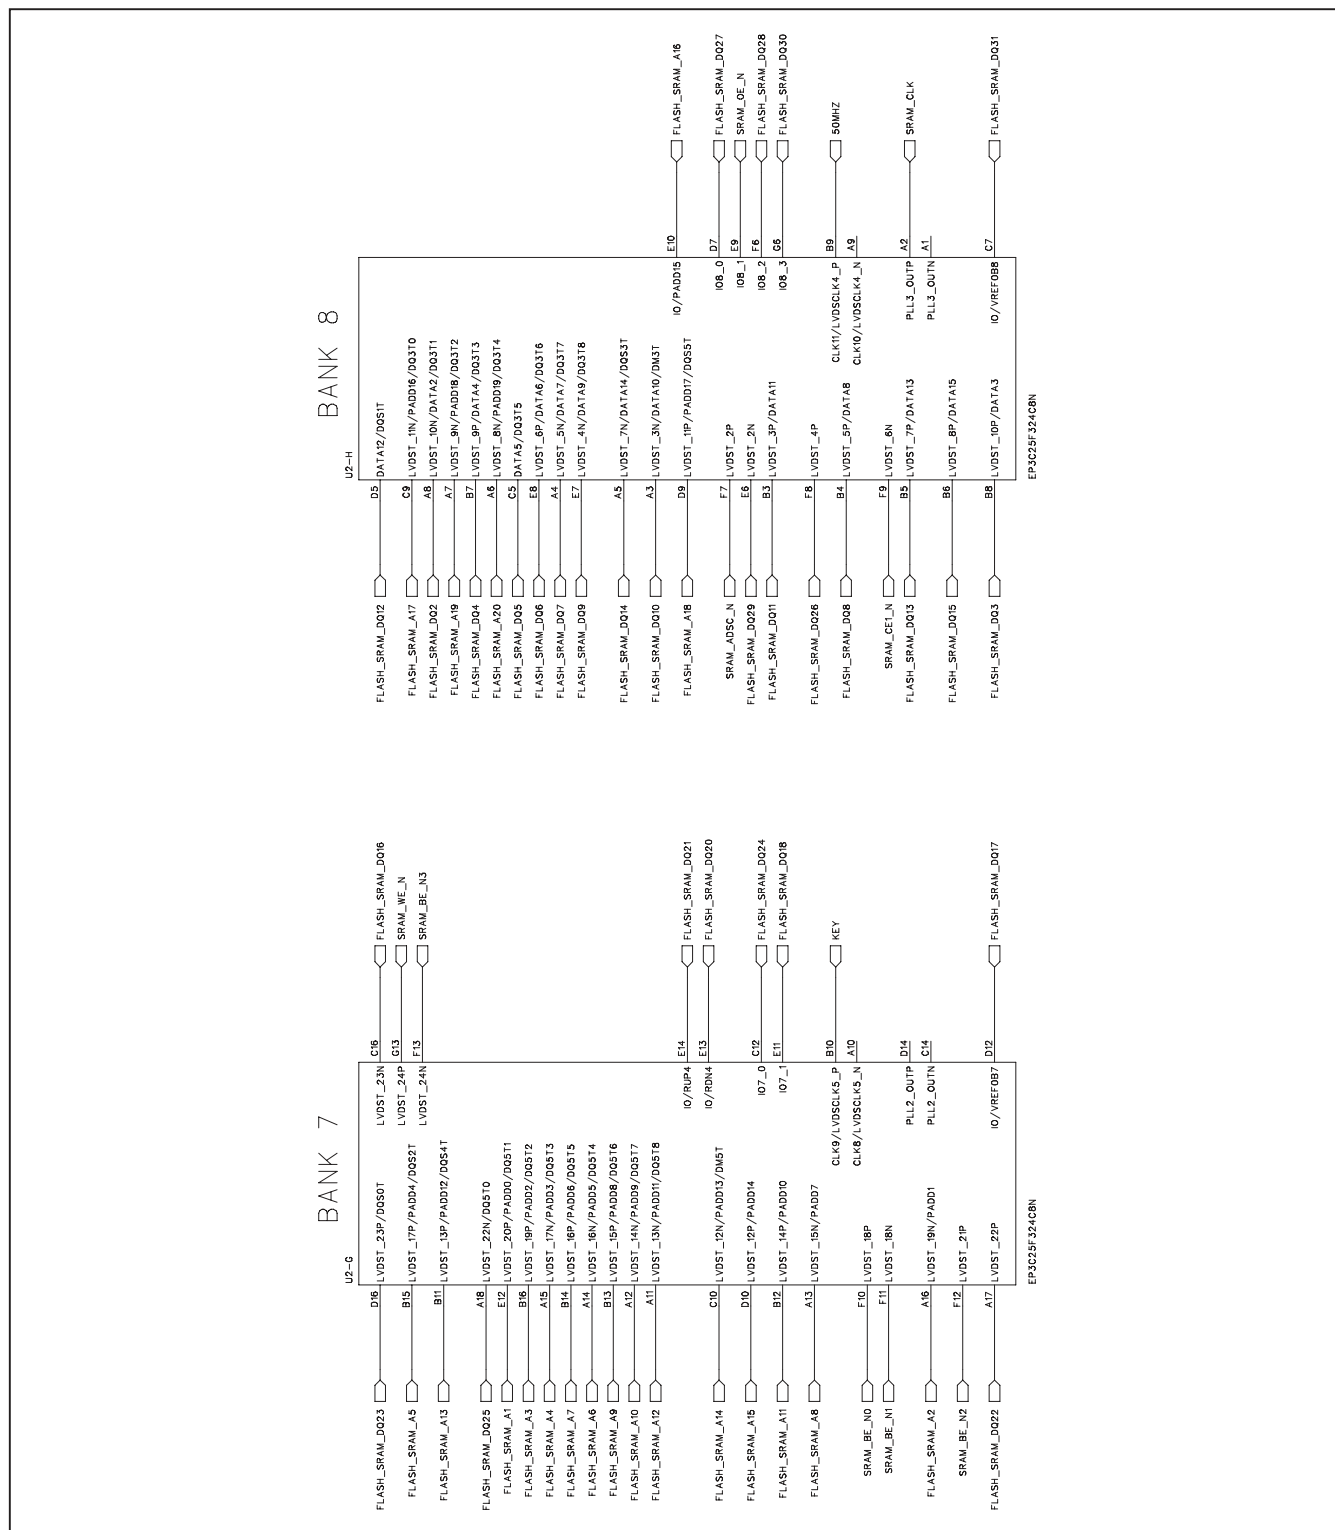 BANK 8
U2-H
FLASH_SRAM_DQ12 D5 DATA12/DQS1T
FLASH_SRAM_A17 C9 LVDST_11N/PADD16/DQ3T0
FLASH_SRAM_DQ2 A8 LVDST_10N/DATA2/DQ3T1
FLASH_SRAM_A19 A7 LVDST_9N/PADD18/DQ3T2
FLASH_SRAM_DQ4 B7 LVDST_9P/DATA4/DQ3T3
FLASH_SRAM_A20 A6 LVDST_8N/PADD19/DQ3T4
FLASH_SRAM_DQ5 C5 DATA5/DQ3T5
FLASH_SRAM_DQ6 E8 LVDST_6P/DATA6/DQ3T6
FLASH_SRAM_DQ7 A4 LVDST_5N/DATA7/DQ3T7
FLASH_SRAM_DQ9 E7 LVDST_4N/DATA9/DQ3T8
FLASH_SRAM_DQ14 A5 LVDST_7N/DATA14/DQS3T
FLASH_SRAM_DQ10 A3 LVDST_3N/DATA10/DM3T
IO/PADD15 E10 FLASH_SRAM_A16
FLASH_SRAM_A18 D9 LVDST_11P/PADD17/DQS5T
IO8_0 D7 FLASH_SRAM_DQ27
SRAM_ADSC_N F7 LVDST_2P
IO8_1 E9 SRAM_OE_N
FLASH_SRAM_DQ29 E6 LVDST_2N
IO8_2 F6 FLASH_SRAM_DQ28
FLASH_SRAM_DQ11 B3 LVDST_3P/DATA11
IO8_3 C6 FLASH_SRAM_DQ30
FLASH_SRAM_DQ26 F8 LVDST_4P
CLK11/LVDSCLK4_P B9 50MHZ
FLASH_SRAM_DQ8 B4 LVDST_5P/DATA8
CLK10/LVDSCLK4_N A9
SRAM_CE1_N F9 LVDST_6N
FLASH_SRAM_DQ13 B5 LVDST_7P/DATA13
PLL3_OUTP A2 SRAM_CLK
PLL3_OUTN A1
FLASH_SRAM_DQ15 B6 LVDST_8P/DATA15
FLASH_SRAM_DQ3 B8 LVDST_10P/DATA3
IO/VREF0B8 C7 FLASH_SRAM_DQ31
EP3C25F324C8N
BANK 7
U2-G
FLASH_SRAM_DQ23 D16 LVDST_23P/DQS0T
LVDST_23N C16 FLASH_SRAM_DQ16
LVDST_24P G13 SRAM_WE_N
FLASH_SRAM_A5 B15 LVDST_17P/PADD4/DQS2T
LVDST_24N F13 SRAM_BE_N3
FLASH_SRAM_A13 B11 LVDST_13P/PADD12/DQS4T
FLASH_SRAM_DQ25 A18 LVDST_22N/DQ5T0
FLASH_SRAM_A1 E12 LVDST_20P/PADD0/DQ5T1
FLASH_SRAM_A3 B16 LVDST_19P/PADD2/DQ5T2
FLASH_SRAM_A4 A15 LVDST_17N/PADD3/DQ5T3
FLASH_SRAM_A7 B14 LVDST_16P/PADD6/DQ5T5
FLASH_SRAM_A6 A14 LVDST_16N/PADD5/DQ5T4
FLASH_SRAM_A9 B13 LVDST_15P/PADD8/DQ5T6
FLASH_SRAM_A10 A12 LVDST_14N/PADD9/DQ5T7
FLASH_SRAM_A12 A11 LVDST_13N/PADD11/DQ5T8
IO/RUP4 E14 FLASH_SRAM_DQ21
IO/RDN4 E13 FLASH_SRAM_DQ20
FLASH_SRAM_A14 C10 LVDST_12N/PADD13/DM5T
FLASH_SRAM_A15 D10 LVDST_12P/PADD14
IO7_0 C12 FLASH_SRAM_DQ24
FLASH_SRAM_A11 B12 LVDST_14P/PADD10
IO7_1 E11 FLASH_SRAM_DQ18
FLASH_SRAM_A8 A13 LVDST_15N/PADD7
CLK9/LVDSCLK5_P B10 KEY
CLK8/LVDSCLK5_N A10
SRAM_BE_N0 F10 LVDST_18P
SRAM_BE_N1 F11 LVDST_18N
PLL2_OUTP D14
FLASH_SRAM_A2 A16 LVDST_19N/PADD1
PLL2_OUTN C14
SRAM_BE_N2 F12 LVDST_21P
FLASH_SRAM_DQ22 A17 LVDST_22P
IO/VREF0B7 D12 FLASH_SRAM_DQ17
EP3C25F324C8N